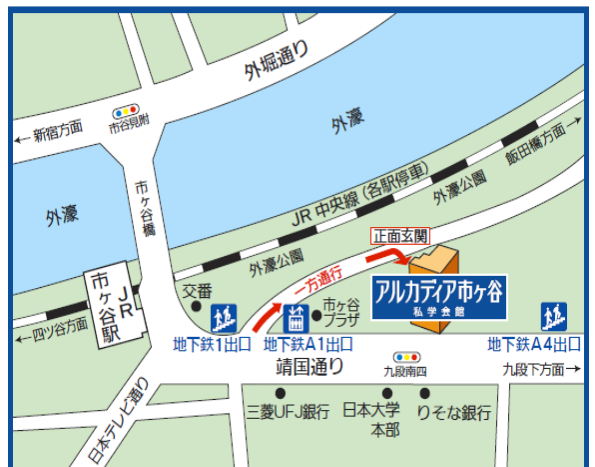 外堀通り
←新宿方面
市谷見附
外濠
飯田橋方面→
市ヶ谷橋
JR中央線(各駅停車)
外濠公園
外濠
正面玄関
外濠公園
一方通行
アルカディア市ヶ谷
私学会館
交番
市ヶ谷
プラザ
JR
市ヶ谷駅
←四ツ谷方面
地下鉄1出口
地下鉄A1出口
地下鉄A4出口
靖国通り
九段南四
九段下方面→
三菱UFJ銀行
日本大学
本部
りそな銀行
日本テレビ通り